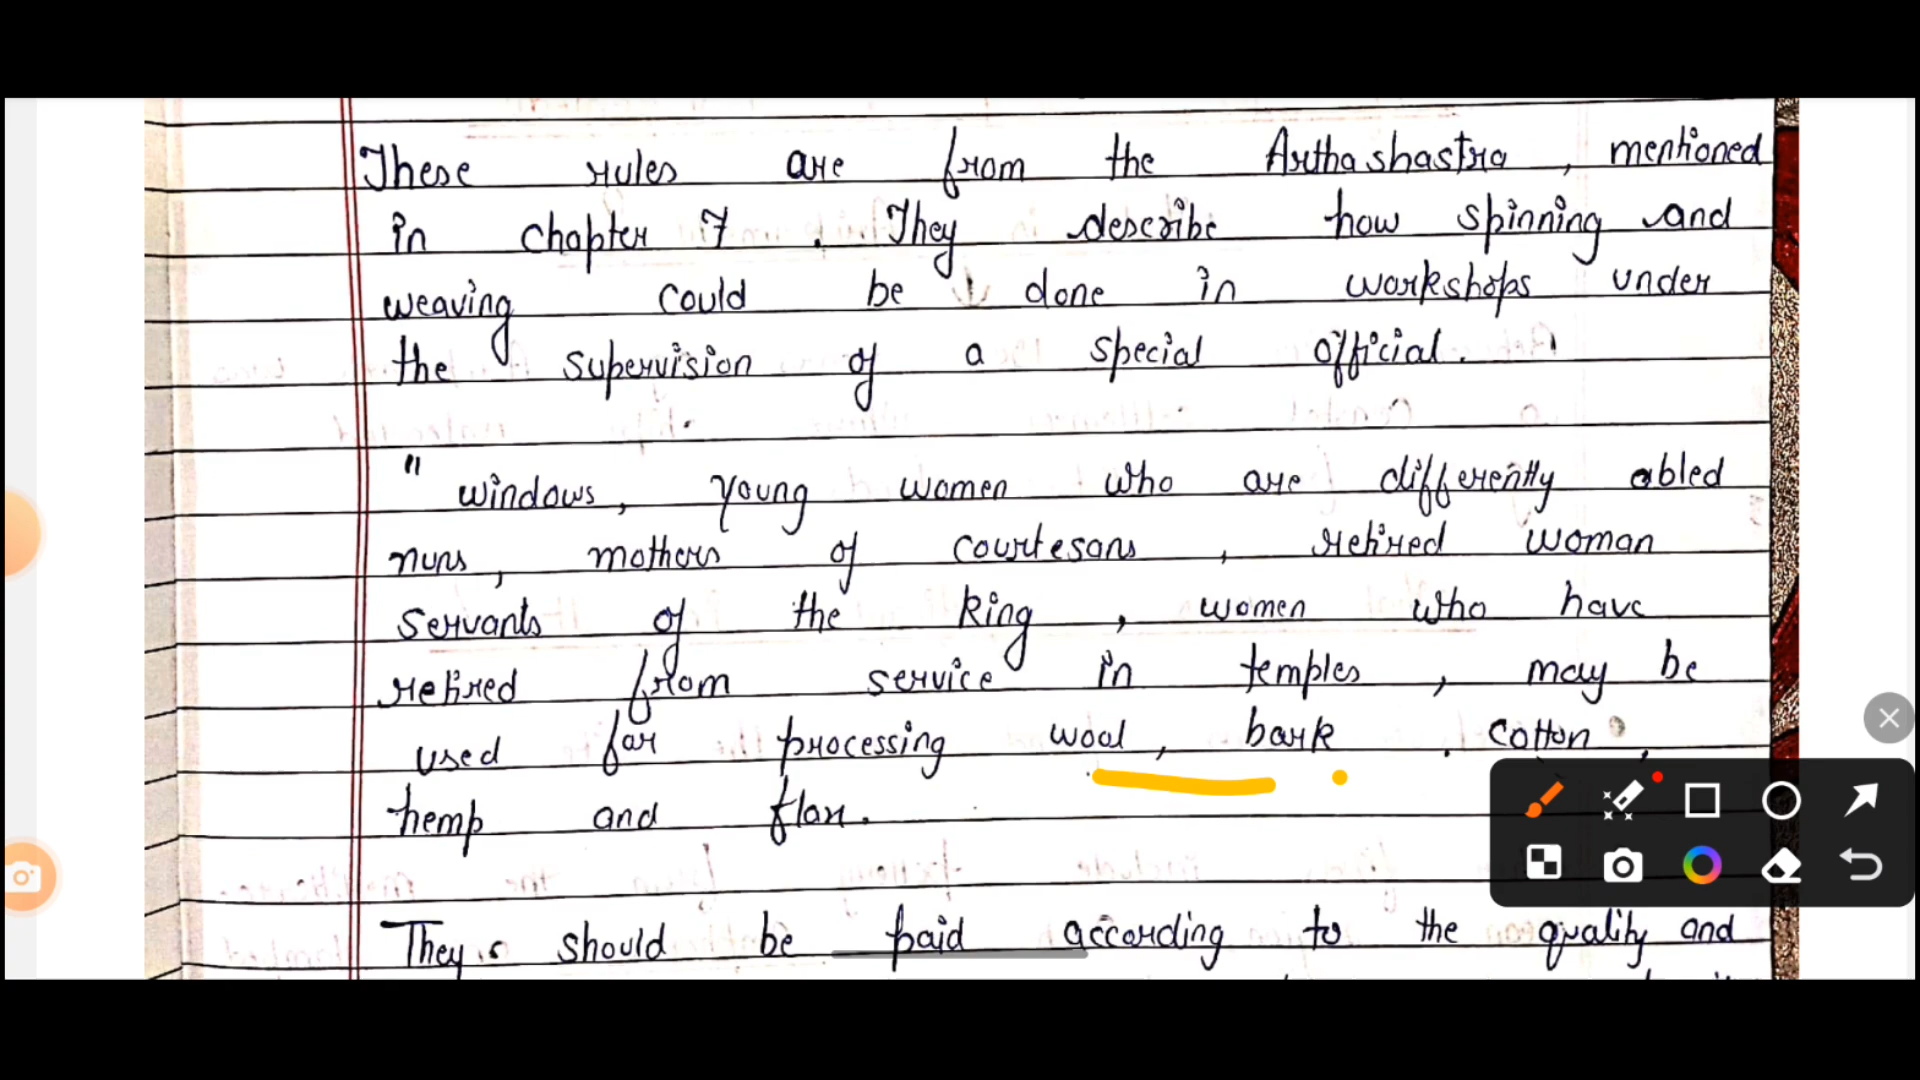 These rules are from the Arthashastra, mentioned
in chapter 7. They describe how spinning and
weaving could be done in workshops under
the supervision of a special official.
" windows, young women who are differently abled
nuns, mothers of courtesans, retired woman
servants of the king, women who have
retired from service in temples, may be
used for processing wool, bark. cotton,
hemp and flax.
They should be paid according to the quality and